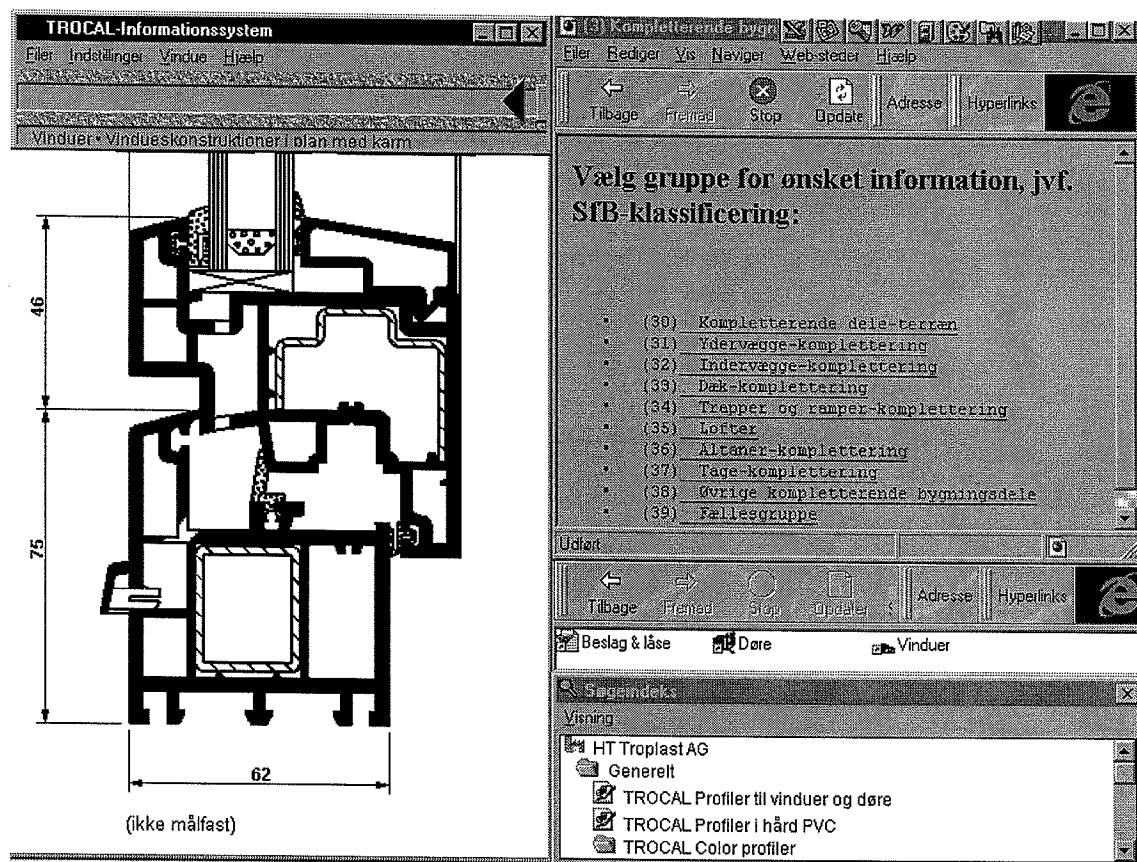 TROCAL-Informationssystem
Filer Indstillinger Vindue Hjælp
Vinduer • Vindueskonstruktioner i plan med karm
46
75
62
(ikke målfast)
(3) Kompletterende bygn
Filer Rediger Vis Naviger Web-steder Hjælp
Tilbage Fremad Stop Opdate Adresse Hyperlinks
Vælg gruppe for ønsket information, jvf.
SfB-klassificering:
(30) Kompletterende dele-terræn
(31) Ydervægge-komplettering
(32) Indervægge-komplettering
(33) Dæk-komplettering
(34) Trapper og ramper-komplettering
(35) Lofter
(36) Altaner-komplettering
(37) Tage-komplettering
(38) Øvrige kompletterende bygningsdele
(39) Fællesgruppe
Udført
Tilbage Fremad Stop Opdater Adresse Hyperlinks
Beslag & låse Døre Vinduer
Søgeindeks
Visning
HT Troplast AG
Generelt
TROCAL Profiler til vinduer og døre
TROCAL Profiler i hård PVC
TROCAL Color profiler